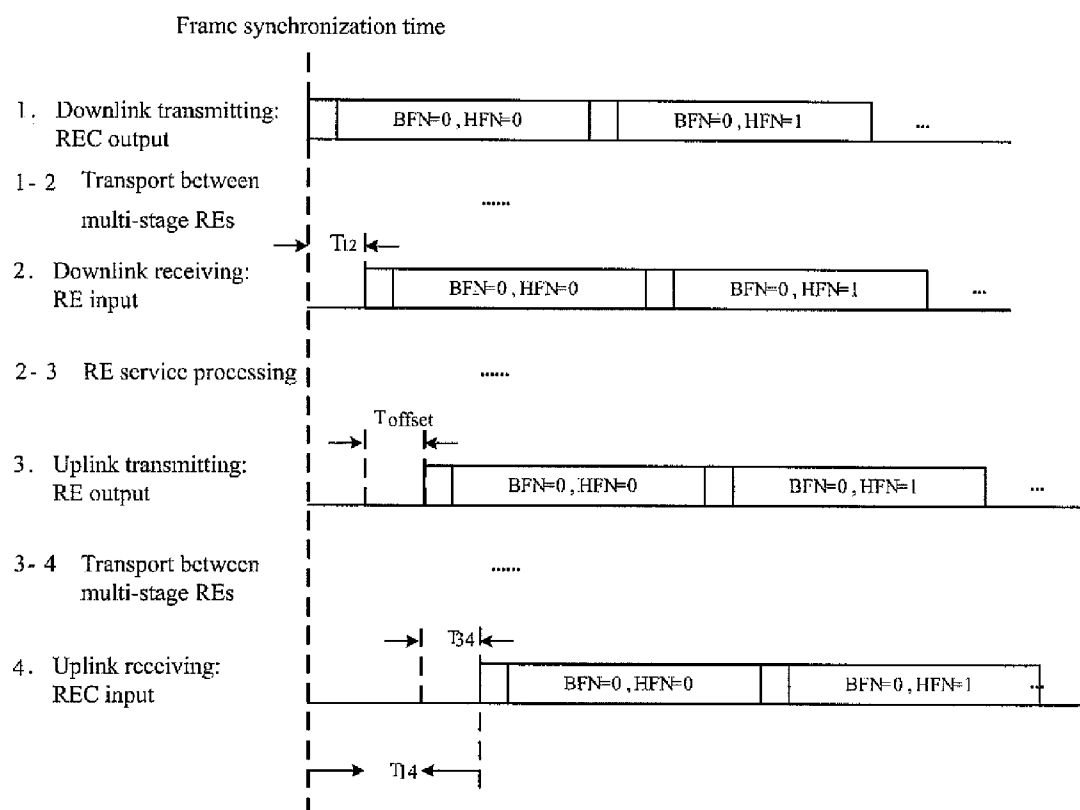 Frame synchronization time
1. Downlink transmitting:
REC output
BFN=0 , HFN=0
BFN=0 , HFN=1
...
1- 2 Transport between
multi-stage REs
......
T12
2. Downlink receiving:
RE input
BFN=0 , HFN=0
BFN=0 , HFN=1
...
2- 3 RE service processing
......
Toffset
3. Uplink transmitting:
RE output
BFN=0 , HFN=0
BFN=0 , HFN=1
...
3- 4 Transport between
multi-stage REs
......
T34
4. Uplink receiving:
REC input
BFN=0 , HFN=0
BFN=0 , HFN=1
...
T14